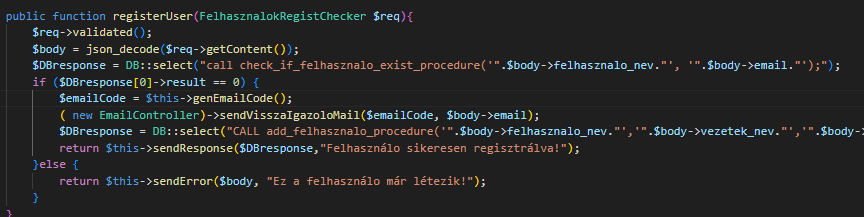 public function registerUser(FelhasznalokRegistChecker $req){
$req->validated();
$body = json_decode($req->getContent());
$DBresponse = DB::select("call check_if_felhasznalo_exist_procedure('".$body->felhasznalo_nev."', '".$body->email."');");
if ($DBresponse[0]->result == 0) {
$emailCode = $this->genEmailCode();
( new EmailController)->sendVisszaIgazoloMail($emailCode, $body->email);
$DBresponse = DB::select("CALL add_felhasznalo_procedure('".$body->felhasznalo_nev."','".$body->vezetek_nev."','".$body->
return $this->sendResponse($DBresponse,"Felhasználo sikeresen regisztrálva!");
}else {
return $this->sendError($body, "Ez a felhasználo már létezik!");
}
}